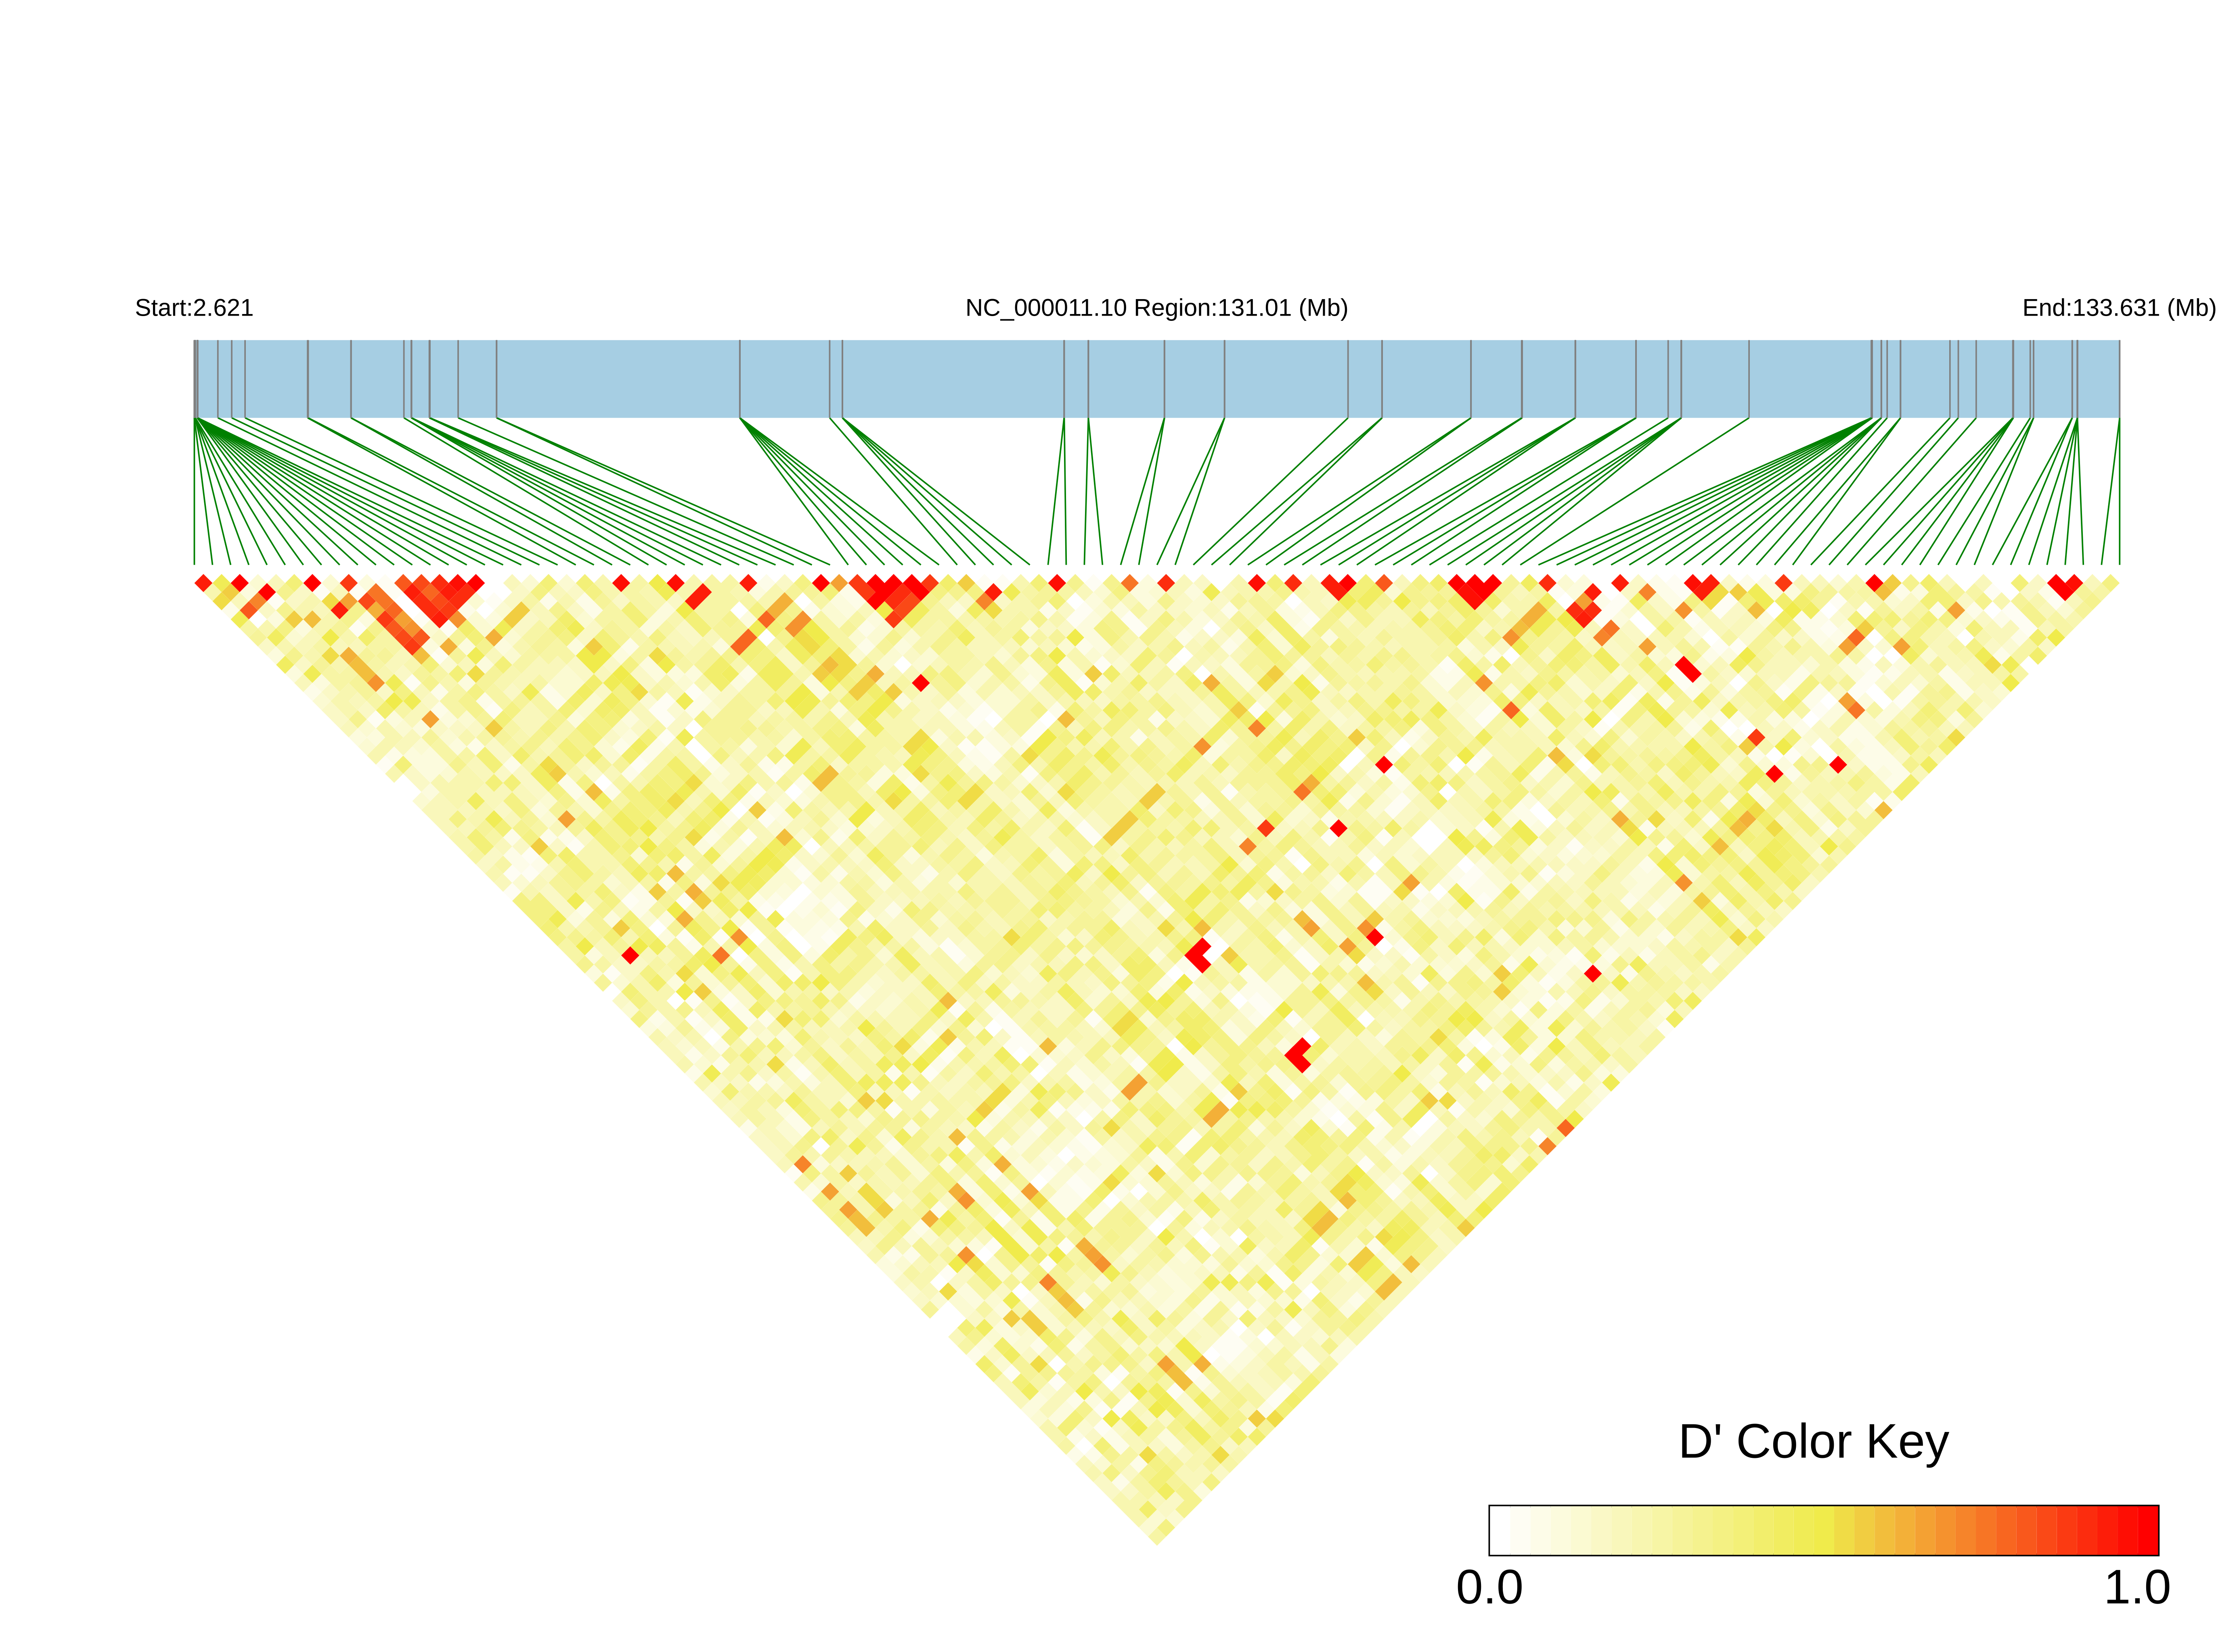 Start:2.621 NC_000011.10 Region:131.01 (Mb) End:133.631 (Mb)
D' Color Key
0.0 1.0